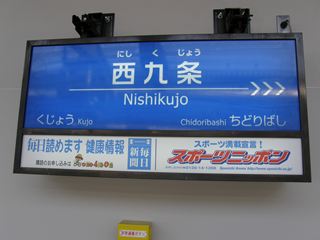 にし く じょう
西九条
Nishikujo
くじょう Kujo
Chidoribashi ちどりばし
毎日読めます 健康情報
毎日新聞
スポーツ満載宣言！
スポーツニッポン